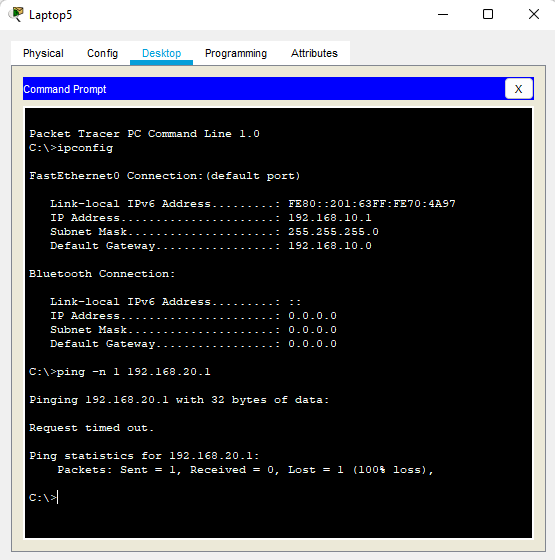 Laptop5
Physical Config Desktop Programming Attributes
Command Prompt X
Packet Tracer PC Command Line 1.0
C:\>ipconfig
FastEthernet0 Connection:(default port)
Link-local IPv6 Address.........: FE80::201:63FF:FE70:4A97
IP Address......................: 192.168.10.1
Subnet Mask.....................: 255.255.255.0
Default Gateway.................: 192.168.10.0
Bluetooth Connection:
Link-local IPv6 Address.........: ::
IP Address......................: 0.0.0.0
Subnet Mask.....................: 0.0.0.0
Default Gateway.................: 0.0.0.0
C:\>ping -n 1 192.168.20.1
Pinging 192.168.20.1 with 32 bytes of data:
Request timed out.
Ping statistics for 192.168.20.1:
Packets: Sent = 1, Received = 0, Lost = 1 (100% loss),
C:\>